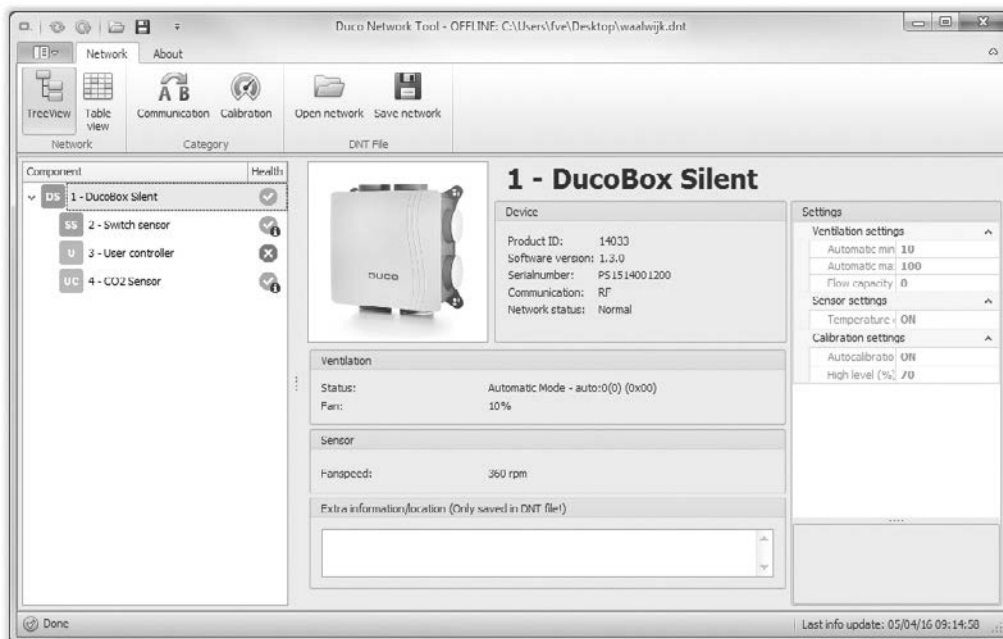 Duco Network Tool - OFFLINE: C:\Users\fve\Desktop\waalwijk.dnt
Network About
TreeView Table view Communication Calibration Open network Save network
Network Category DNT File
Component Health
DS 1 - DucoBox Silent
SS 2 - Switch sensor
U 3 - User controller
UC 4 - CO2 Sensor
DUCO
1 - DucoBox Silent
Device
Product ID: 14033
Software version: 1.3.0
Serialnumber: PS1514001200
Communication: RF
Network status: Normal
Ventilation
Status: Automatic Mode - auto:0(0) (0x00)
Fan: 10%
Sensor
Fanspeed: 360 rpm
Extra information/location (Only saved in DNT file!)
Settings
Ventilation settings
Automatic min 10
Automatic ma: 100
Flow capacity 0
Sensor settings
Temperature ON
Calibration settings
Autocalibratio ON
High level (%) 70
Done
Last info update: 05/04/16 09:14:58